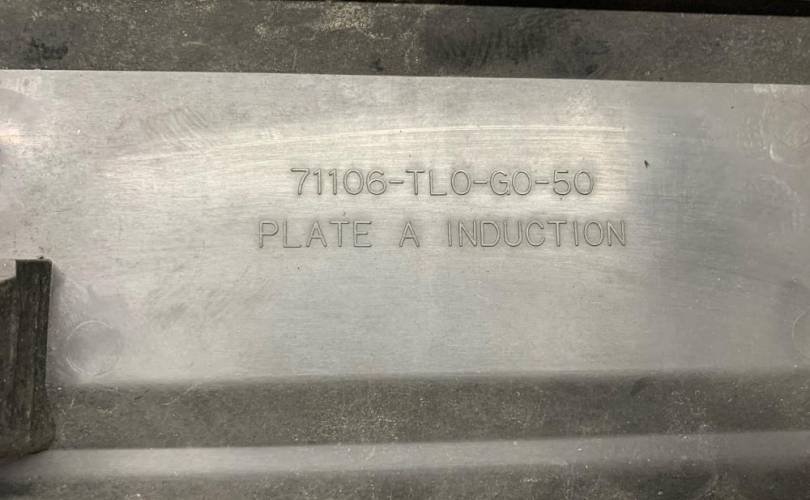 71106-TL0-G0-50
PLATE A INDUCTION